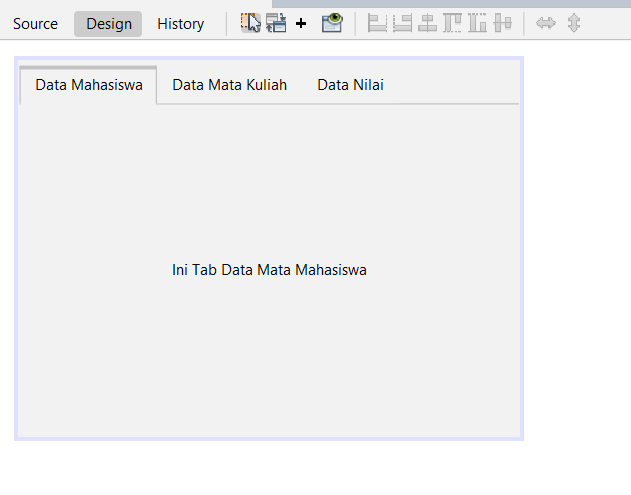 Source Design History
Data Mahasiswa Data Mata Kuliah Data Nilai
Ini Tab Data Mata Mahasiswa